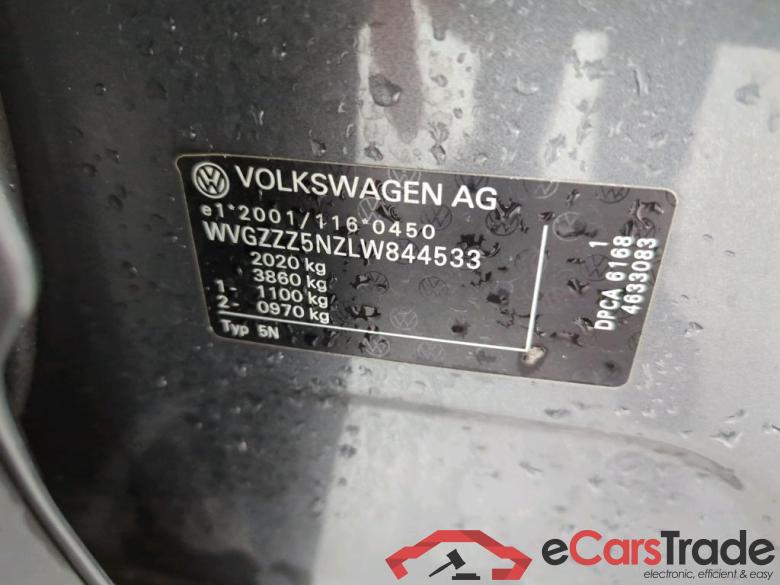 VOLKSWAGEN AG
e1*2001/116*0450
WVGZZZ5NZLW844533
2020 kg
3860 kg
1- 1100 kg
2- 0970 kg
Typ 5N
1
DPCA 6168
4633083
eCarsTrade
electronic, efficient & easy